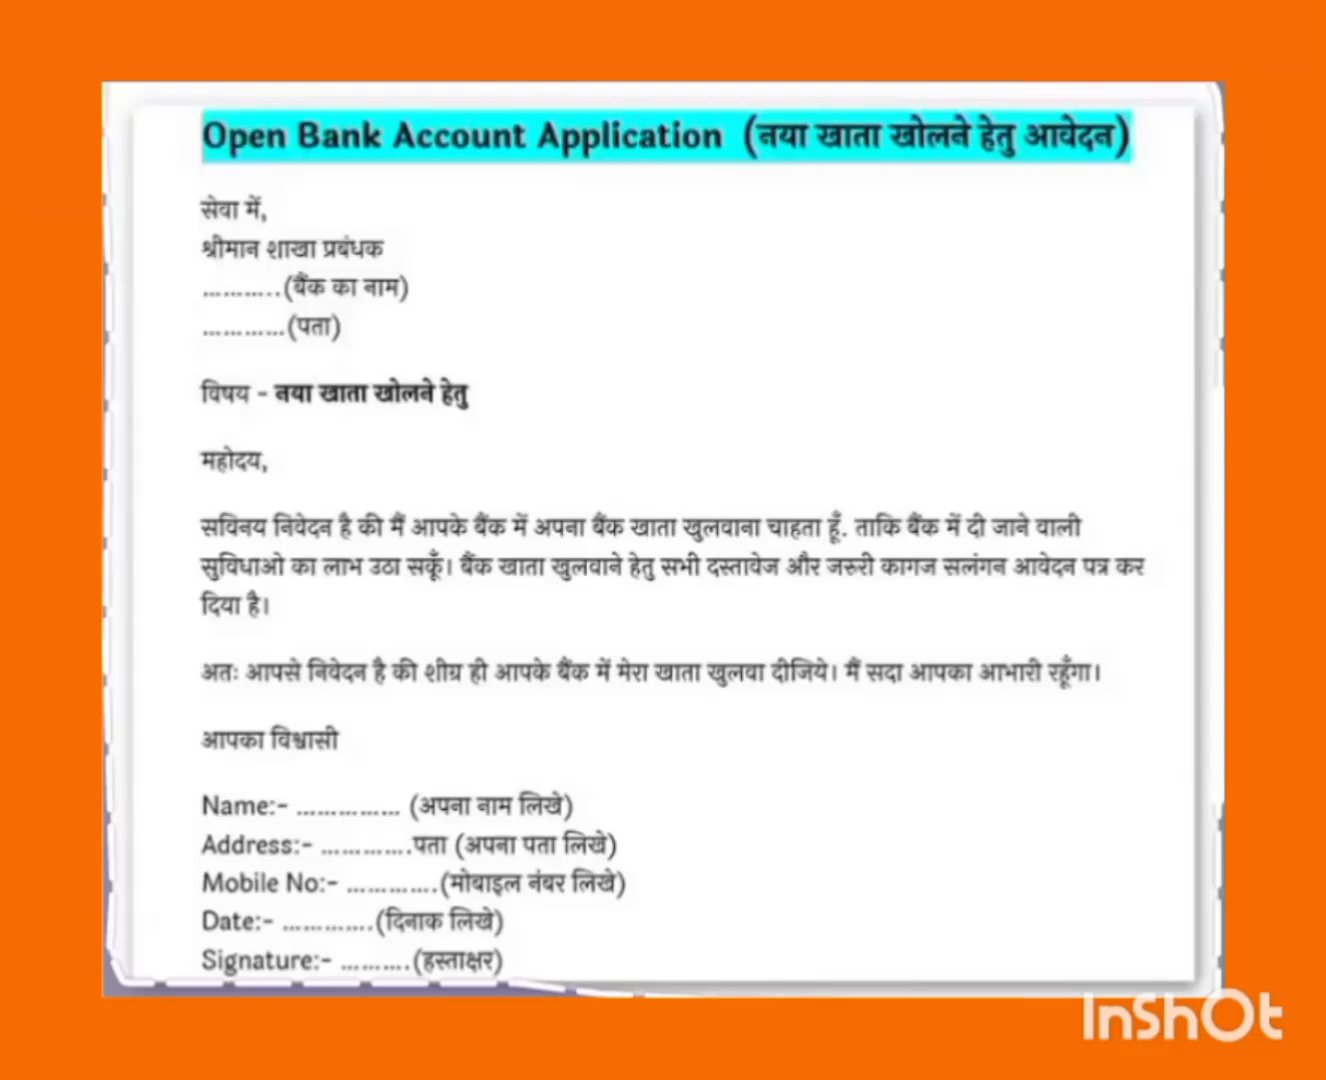 Open Bank Account Application (नया खाता खोलने हेतु आवेदन)
सेवा में,
श्रीमान शाखा प्रबंधक
...........(बैंक का नाम)
............(पता)
विषय - नया खाता खोलने हेतु
महोदय,
सविनय निवेदन है की मैं आपके बैंक में अपना बैंक खाता खुलवाना चाहता हूँ. ताकि बैंक में दी जाने वाली
सुविधाओ का लाभ उठा सकूँ। बैंक खाता खुलवाने हेतु सभी दस्तावेज और जरुरी कागज सलंगन आवेदन पत्र कर
दिया है।
अतः आपसे निवेदन है की शीघ्र ही आपके बैंक में मेरा खाता खुलवा दीजिये। मैं सदा आपका आभारी रहूँगा।
आपका विश्वासी
Name:- ............... (अपना नाम लिखे)
Address:- .............पता (अपना पता लिखे)
Mobile No:- .............(मोबाइल नंबर लिखे)
Date:- .............(दिनाक लिखे)
Signature:- ..........(हस्ताक्षर)
InShOt